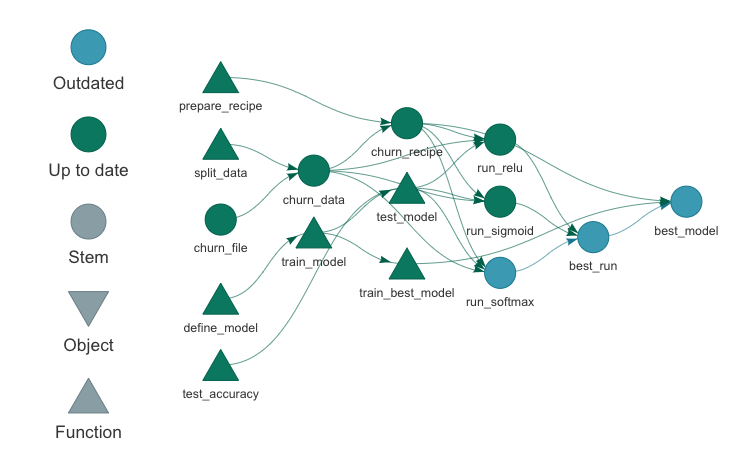 Outdated
Up to date
Stem
Object
Function
prepare_recipe
split_data
churn_file
define_model
test_accuracy
churn_data
train_model
churn_recipe
test_model
train_best_model
run_relu
run_sigmoid
run_softmax
best_run
best_model